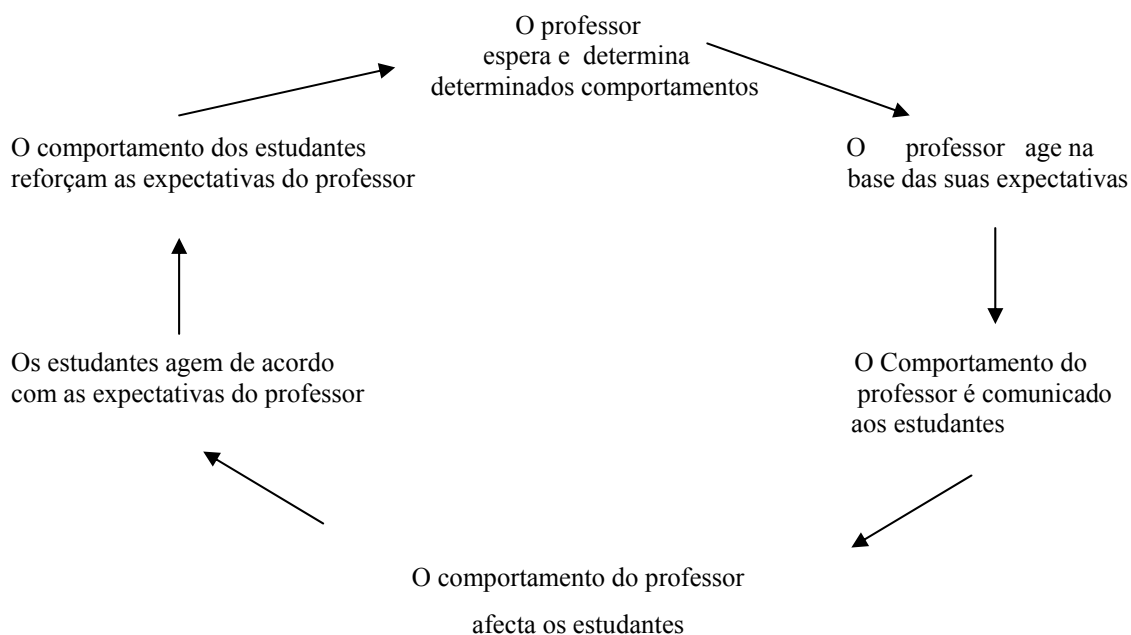 O professor
espera e determina
determinados comportamentos
O comportamento dos estudantes
reforçam as expectativas do professor
O professor age na
base das suas expectativas
Os estudantes agem de acordo
com as expectativas do professor
O Comportamento do
professor é comunicado
aos estudantes
O comportamento do professor
afecta os estudantes